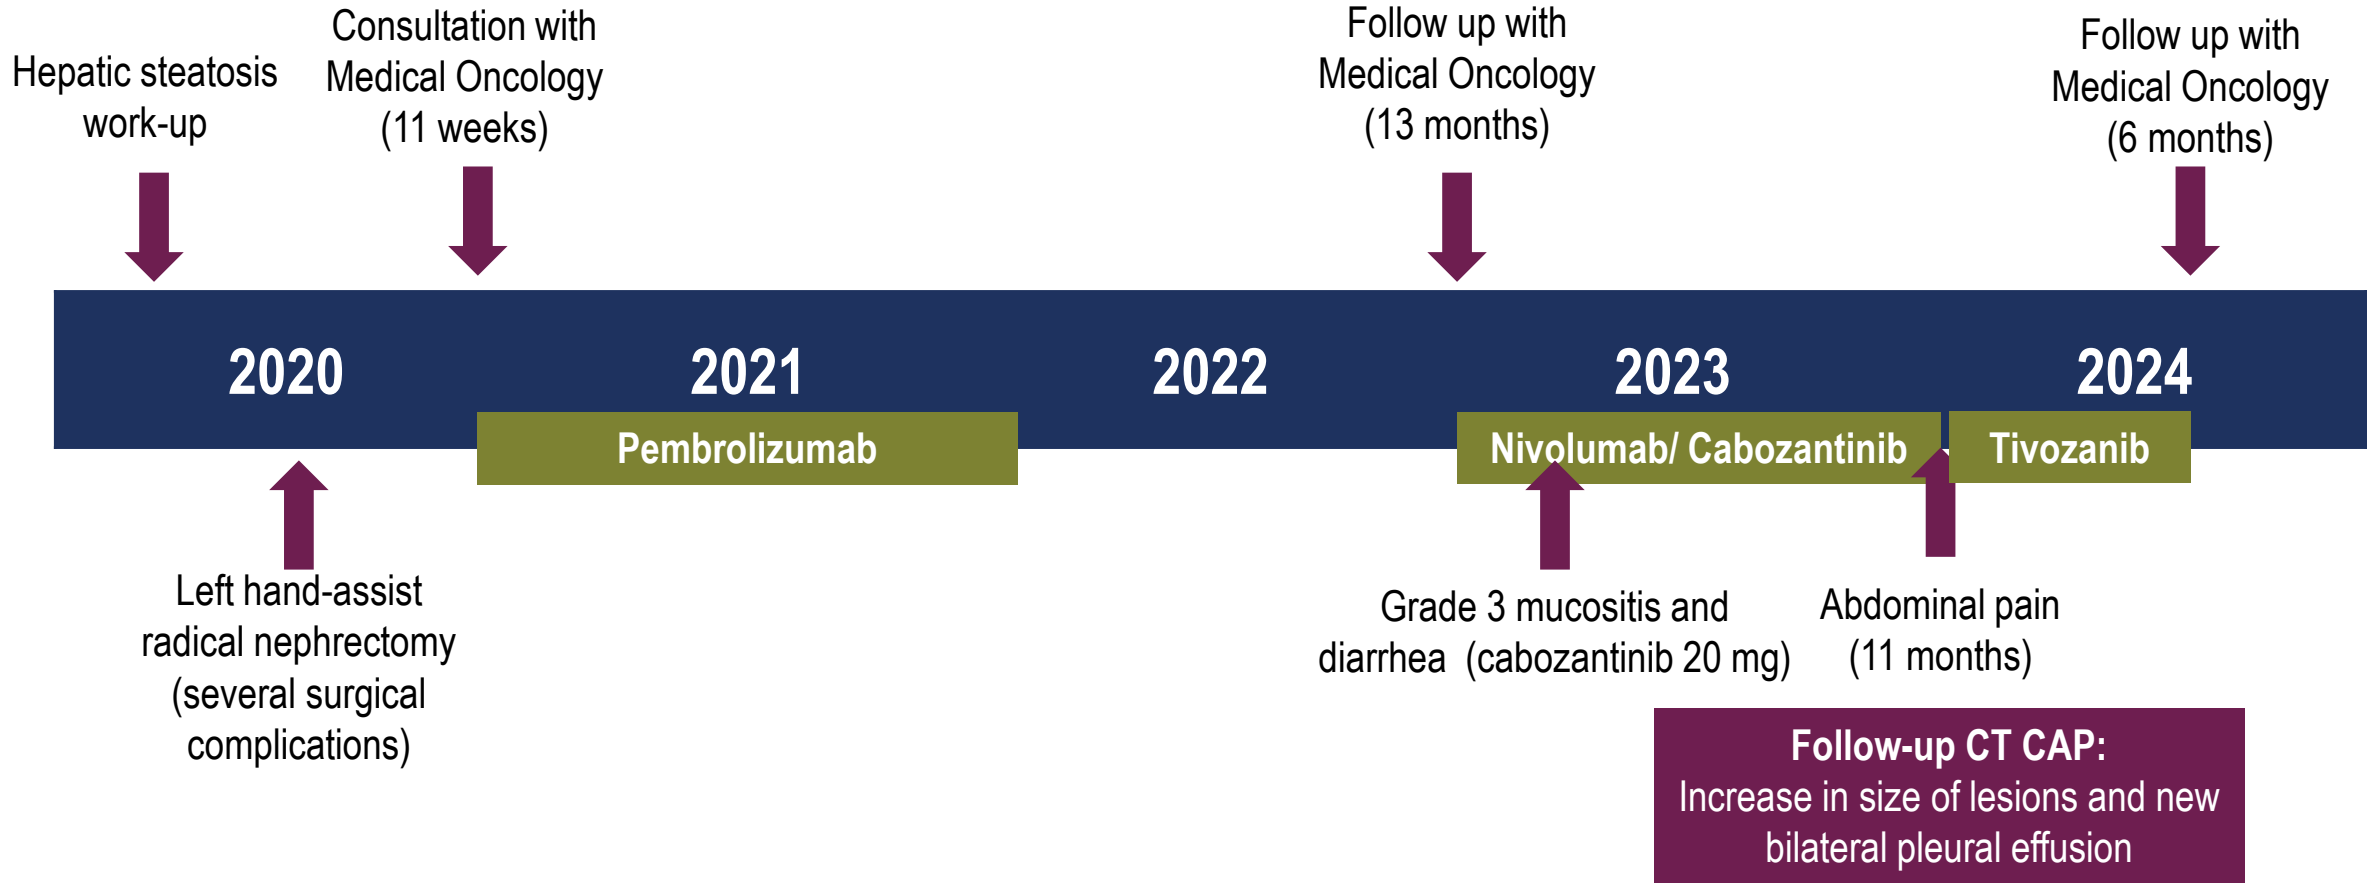 Hepatic steatosis
work-up
Consultation with
Medical Oncology
(11 weeks)
Follow up with
Medical Oncology
(13 months)
Follow up with
Medical Oncology
(6 months)
2020
2021
2022
2023
2024
Pembrolizumab
Nivolumab/ Cabozantinib
Tivozanib
Left hand-assist
radical nephrectomy
(several surgical
complications)
Grade 3 mucositis and
diarrhea (cabozantinib 20 mg)
Abdominal pain
(11 months)
Follow-up CT CAP:
Increase in size of lesions and new
bilateral pleural effusion